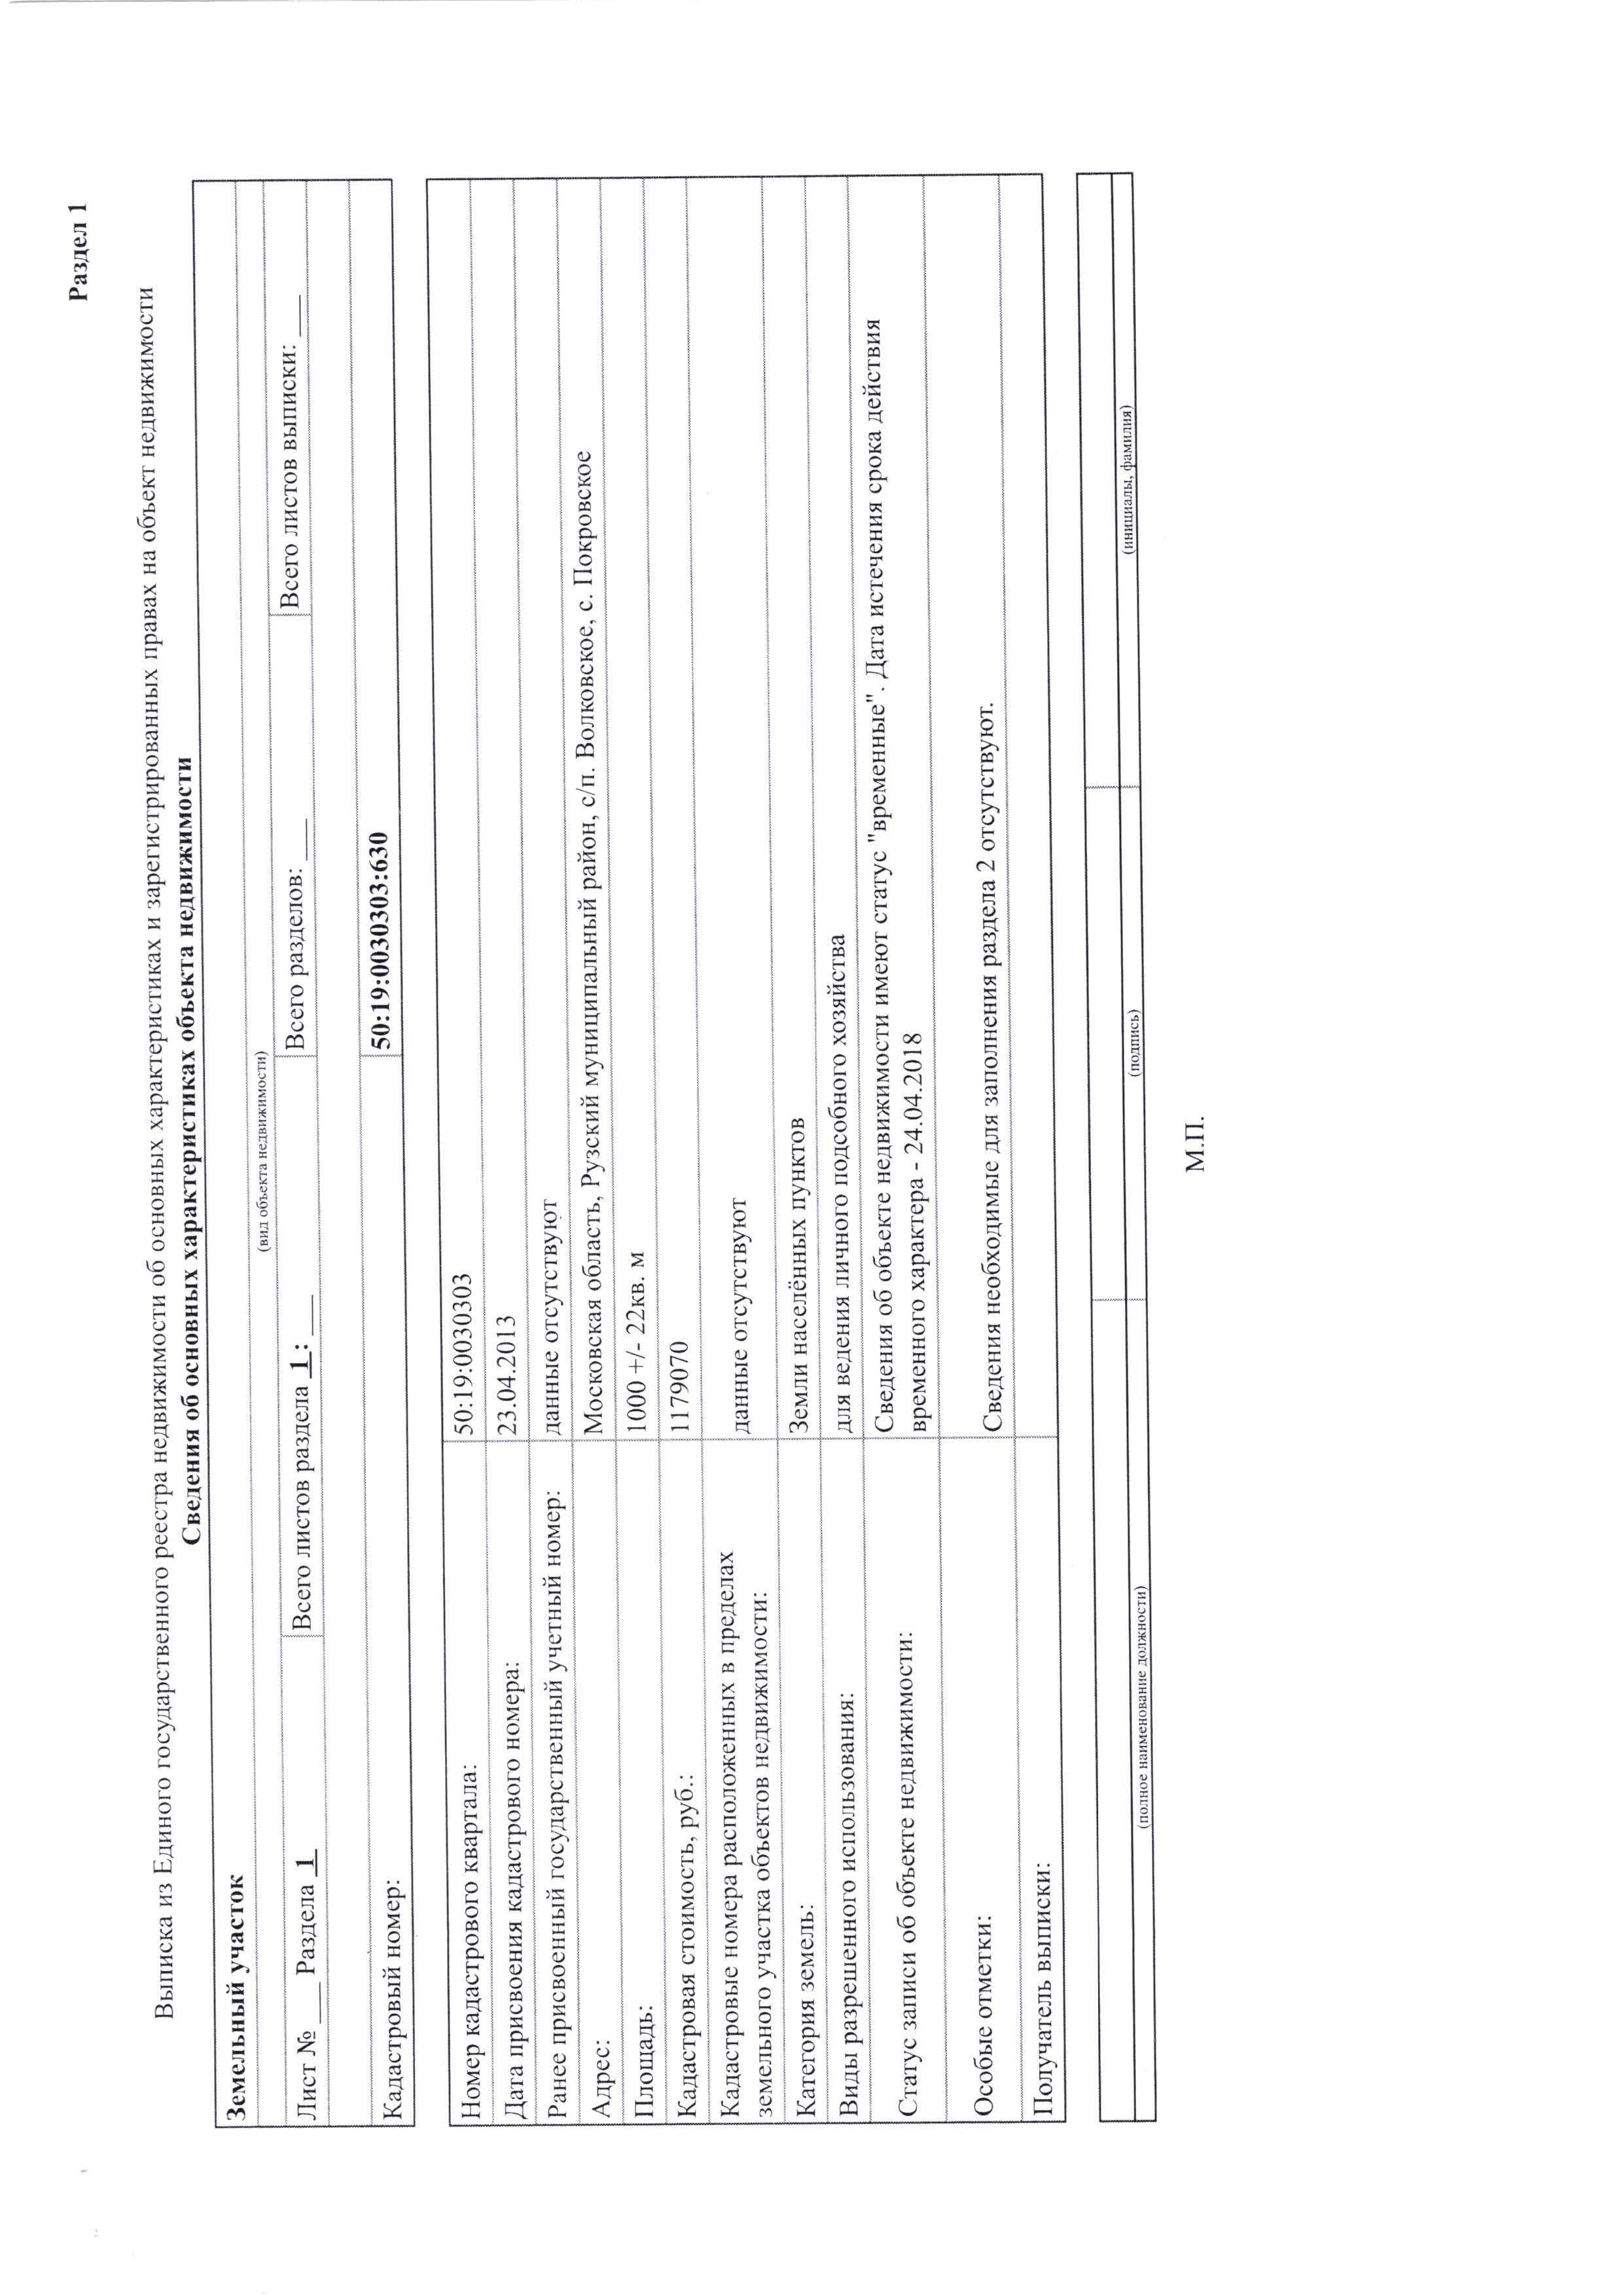 Раздел 1
Выписка из Единого государственного реестра недвижимости об основных характеристиках и зарегистрированных правах на объект недвижимости
Сведения об основных характеристиках объекта недвижимости
Земельный участок
(вид объекта недвижимости)
Лист № ___ Раздела 1 Всего листов раздела 1 : ___ Всего разделов: ___ Всего листов выписки: ___
Кадастровый номер: 50:19:0030303:630
Номер кадастрового квартала: 50:19:0030303
Дата присвоения кадастрового номера: 23.04.2013
Ранее присвоенный государственный учетный номер: данные отсутствуют
Адрес: Московская область, Рузский муниципальный район, с/п. Волковское, с. Покровское
Площадь: 1000 +/- 22кв. м
Кадастровая стоимость, руб.: 1179070
Кадастровые номера расположенных в пределах
земельного участка объектов недвижимости: данные отсутствуют
Категория земель: Земли населённых пунктов
Виды разрешенного использования: для ведения личного подсобного хозяйства
Статус записи об объекте недвижимости: Сведения об объекте недвижимости имеют статус "временные". Дата истечения срока действия
временного характера - 24.04.2018
Особые отметки: Сведения необходимые для заполнения раздела 2 отсутствуют.
Получатель выписки:
(полное наименование должности) (подпись) (инициалы, фамилия)
М.П.